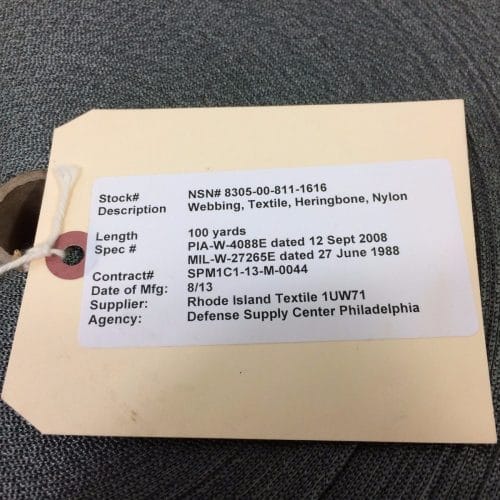 Stock# NSN# 8305-00-811-1616
Description Webbing, Textile, Heringbone, Nylon
Length 100 yards
Spec # PIA-W-4088E dated 12 Sept 2008
MIL-W-27265E dated 27 June 1988
Contract# SPM1C1-13-M-0044
Date of Mfg: 8/13
Supplier: Rhode Island Textile 1UW71
Agency: Defense Supply Center Philadelphia